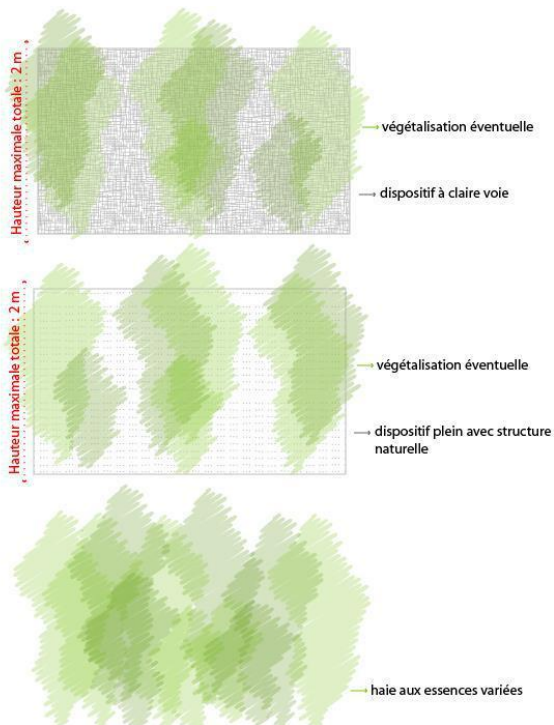 Hauteur maximale totale : 2 m
végétalisation éventuelle
dispositif à claire voie
Hauteur maximale totale : 2 m
végétalisation éventuelle
dispositif plein avec structure
naturelle
haie aux essences variées